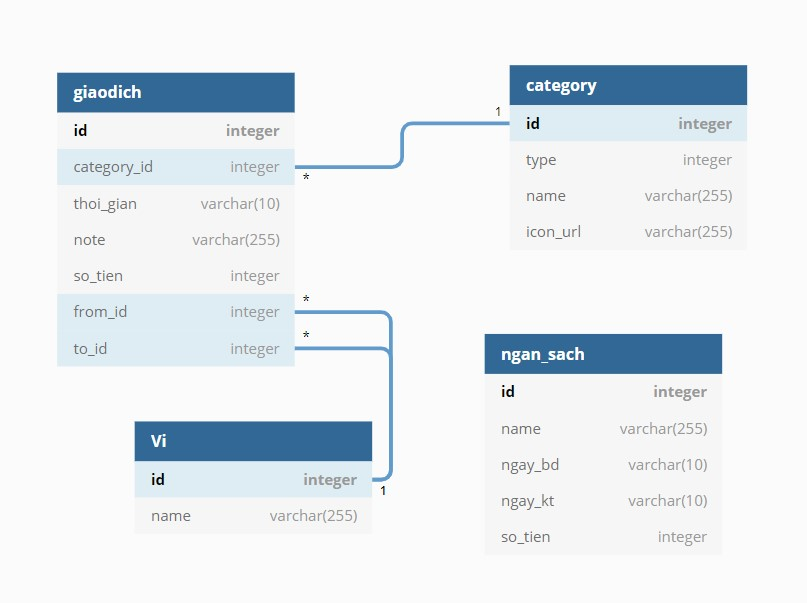 giaodich
id integer
category_id integer
thoi_gian varchar(10)
note varchar(255)
so_tien integer
from_id integer
to_id integer
*
*
*
1
category
id integer
type integer
name varchar(255)
icon_url varchar(255)
Vi
id integer
name varchar(255)
1
ngan_sach
id integer
name varchar(255)
ngay_bd varchar(10)
ngay_kt varchar(10)
so_tien integer